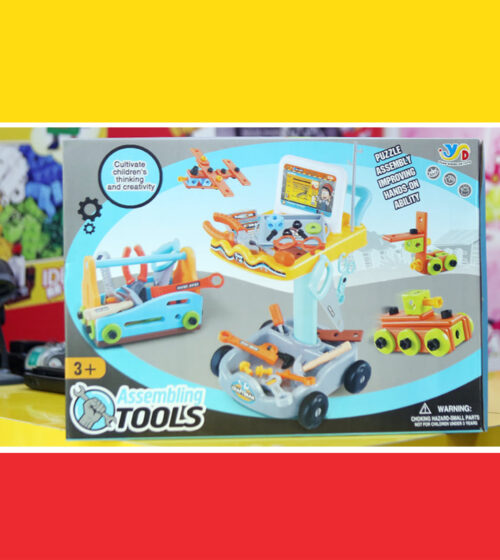 Cultivate
children's
thinking
and creativity
PUZZLE
ASSEMBLY
IMPROVING
HANDS-ON
ABILITY
3+
Assembling
TOOLS
WARNING:
CHOKING HAZARD-SMALL PARTS
NOT FOR CHILDREN UNDER 3 YEARS